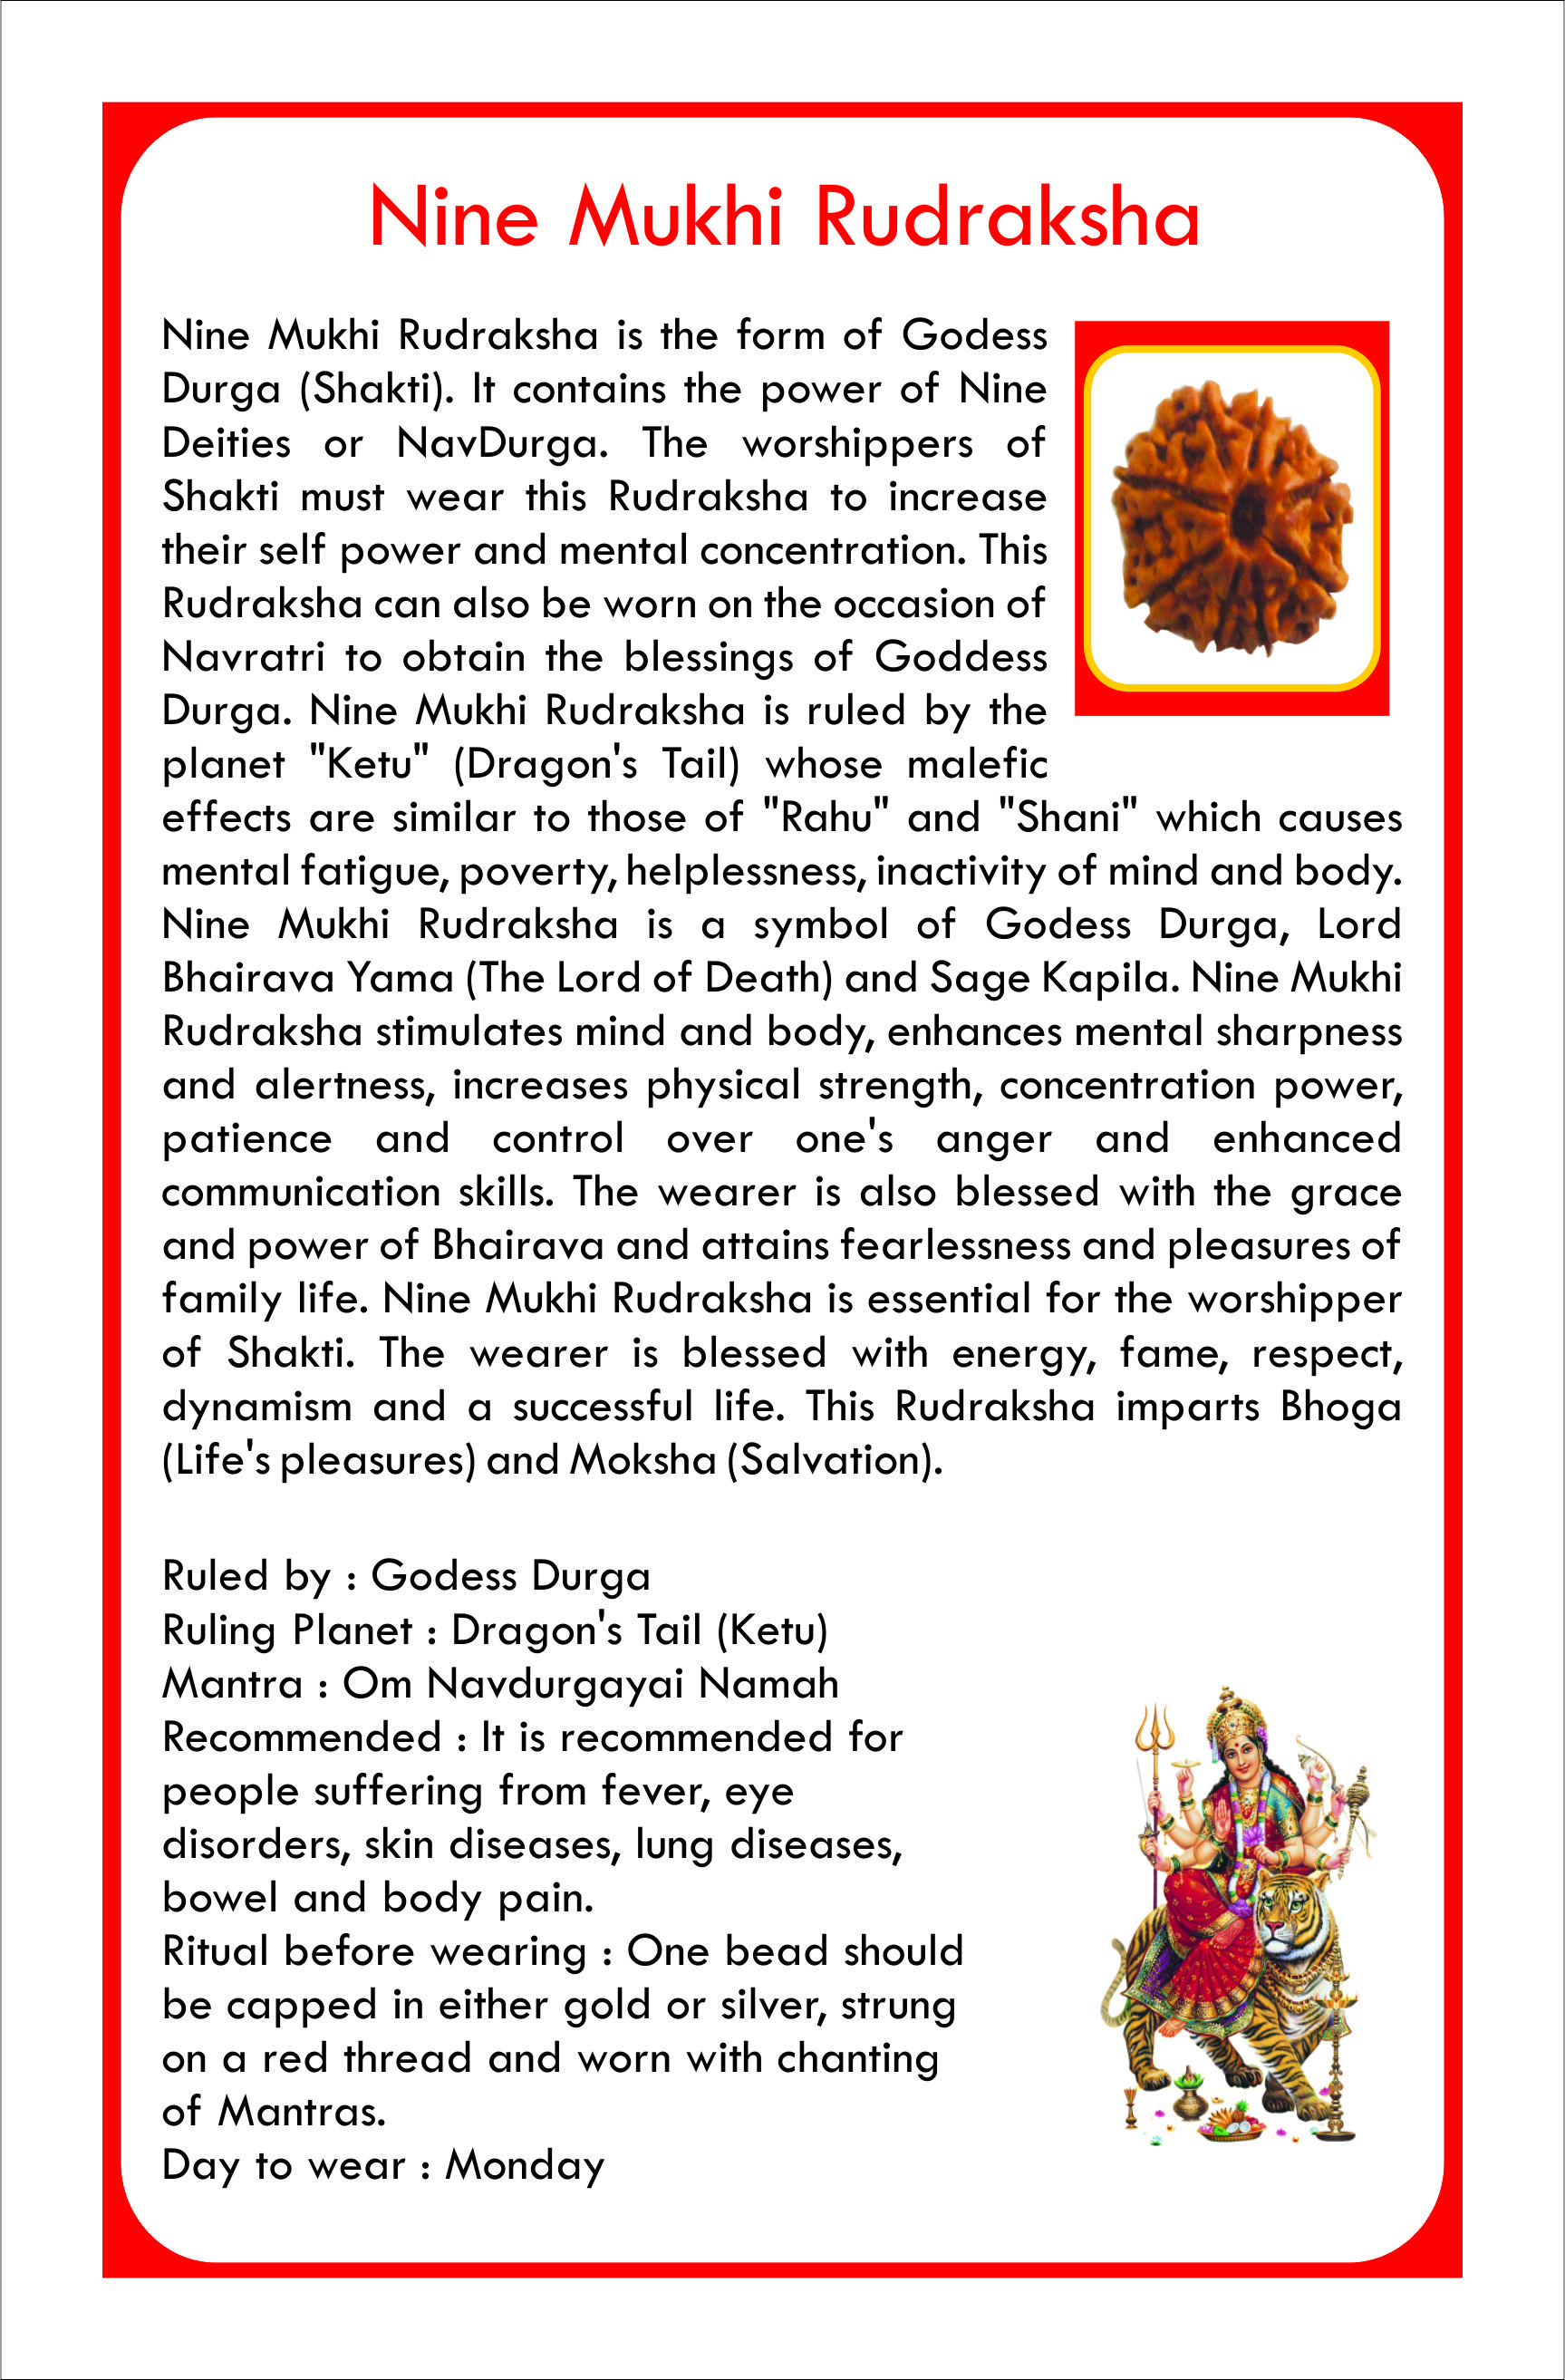 Nine Mukhi Rudraksha
Nine Mukhi Rudraksha is the form of Godess
Durga (Shakti). It contains the power of Nine
Deities or NavDurga. The worshippers of
Shakti must wear this Rudraksha to increase
their self power and mental concentration. This
Rudraksha can also be worn on the occasion of
Navratri to obtain the blessings of Goddess
Durga. Nine Mukhi Rudraksha is ruled by the
planet "Ketu" (Dragon's Tail) whose malefic
effects are similar to those of "Rahu" and "Shani" which causes
mental fatigue, poverty, helplessness, inactivity of mind and body.
Nine Mukhi Rudraksha is a symbol of Godess Durga, Lord
Bhairava Yama (The Lord of Death) and Sage Kapila. Nine Mukhi
Rudraksha stimulates mind and body, enhances mental sharpness
and alertness, increases physical strength, concentration power,
patience and control over one's anger and enhanced
communication skills. The wearer is also blessed with the grace
and power of Bhairava and attains fearlessness and pleasures of
family life. Nine Mukhi Rudraksha is essential for the worshipper
of Shakti. The wearer is blessed with energy, fame, respect,
dynamism and a successful life. This Rudraksha imparts Bhoga
(Life's pleasures) and Moksha (Salvation).
Ruled by : Godess Durga
Ruling Planet : Dragon's Tail (Ketu)
Mantra : Om Navdurgayai Namah
Recommended : It is recommended for
people suffering from fever, eye
disorders, skin diseases, lung diseases,
bowel and body pain.
Ritual before wearing : One bead should
be capped in either gold or silver, strung
on a red thread and worn with chanting
of Mantras.
Day to wear : Monday